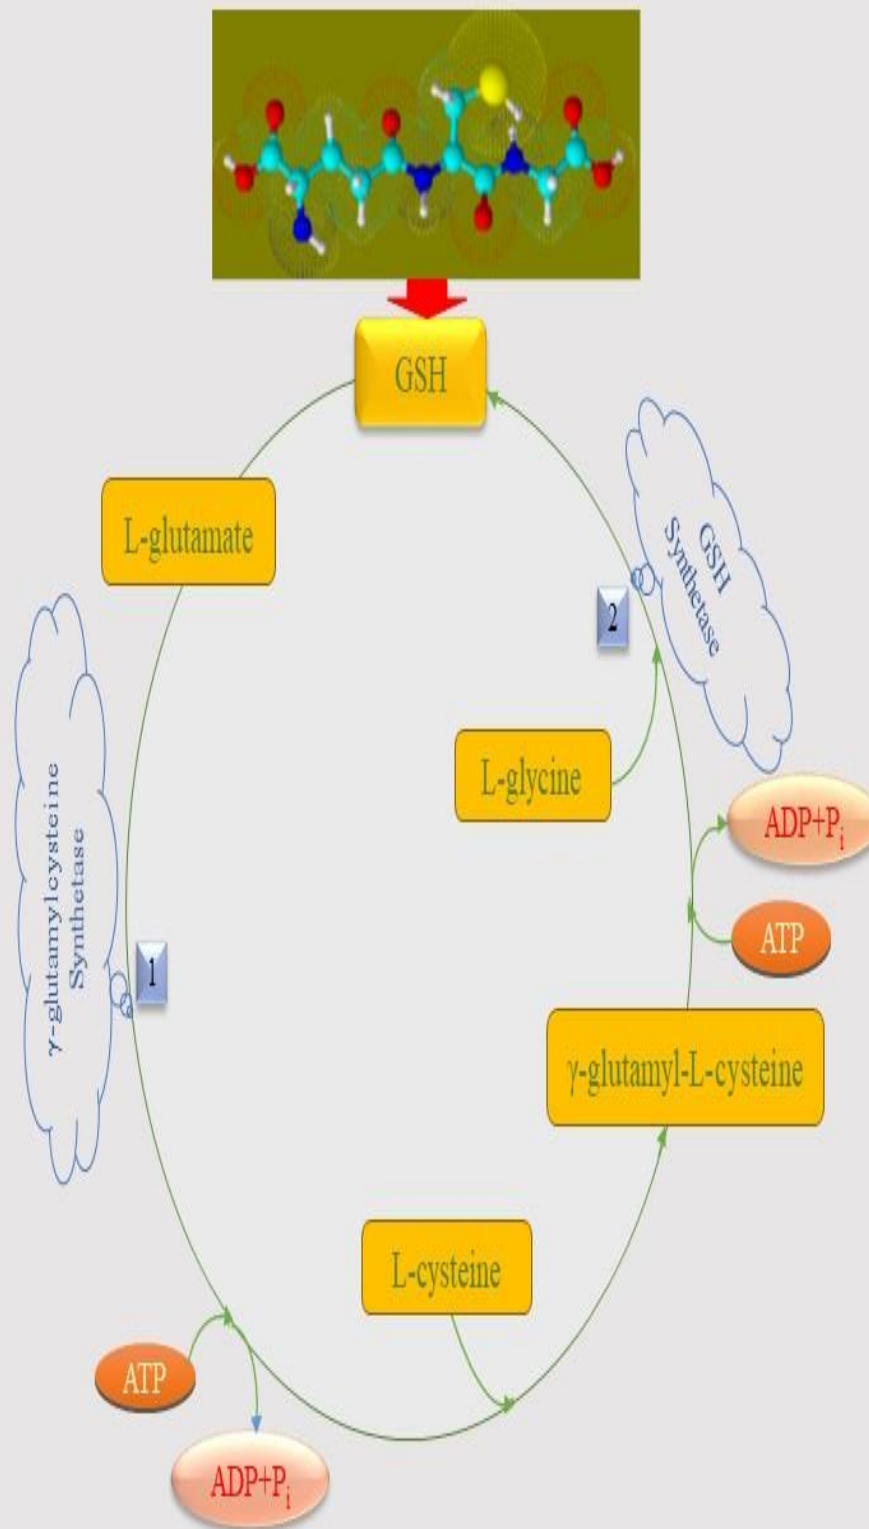 GSH
L-glutamate
GSH
Synthetase
2
L-glycine
γ-glutamylcysteine
Synthetase
ADP+Pi
ATP
1
γ-glutamyl-L-cysteine
L-cysteine
ATP
ADP+Pi